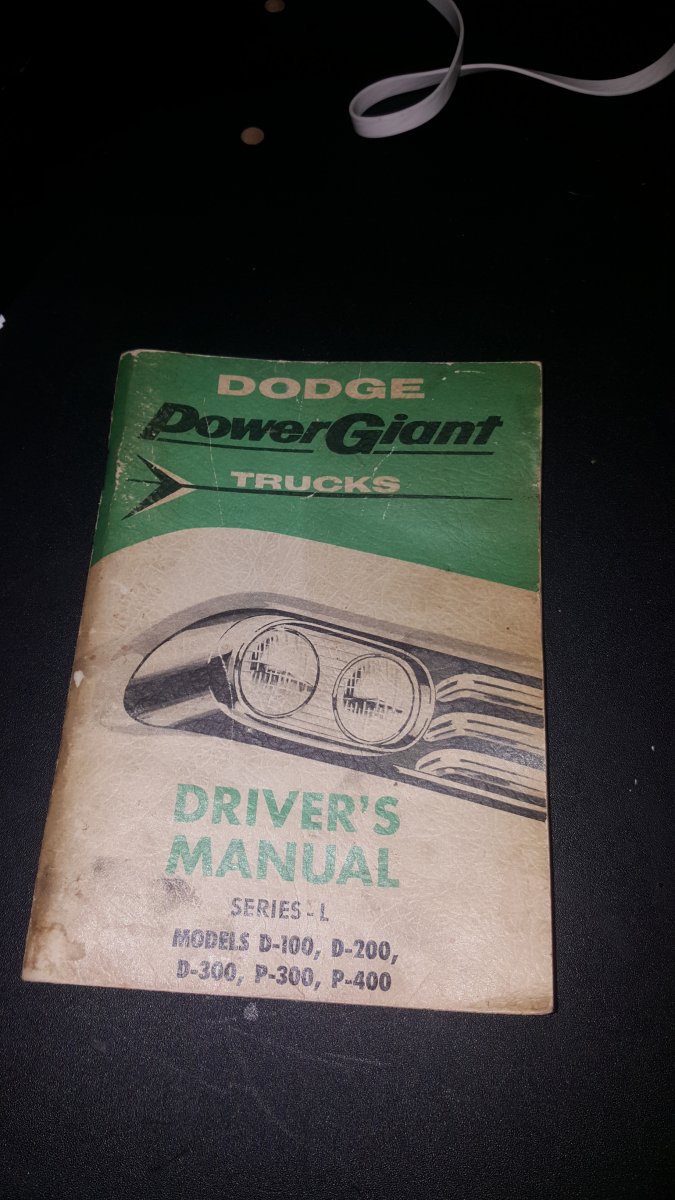 DODGE
PowerGiant
TRUCKS
DRIVER'S
MANUAL
SERIES-L
MODELS D-100, D-200,
D-300, P-300, P-400